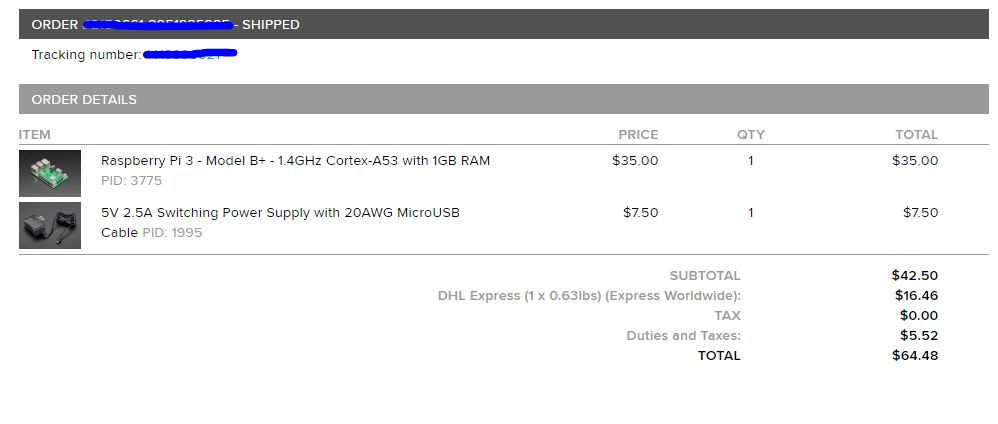 ORDER - SHIPPED
Tracking number:
ORDER DETAILS
ITEM PRICE QTY TOTAL
Raspberry Pi 3 - Model B+ - 1.4GHz Cortex-A53 with 1GB RAM $35.00 1 $35.00
PID: 3775
5V 2.5A Switching Power Supply with 20AWG MicroUSB $7.50 1 $7.50
Cable PID: 1995
SUBTOTAL $42.50
DHL Express (1 x 0.63lbs) (Express Worldwide): $16.46
TAX $0.00
Duties and Taxes: $5.52
TOTAL $64.48